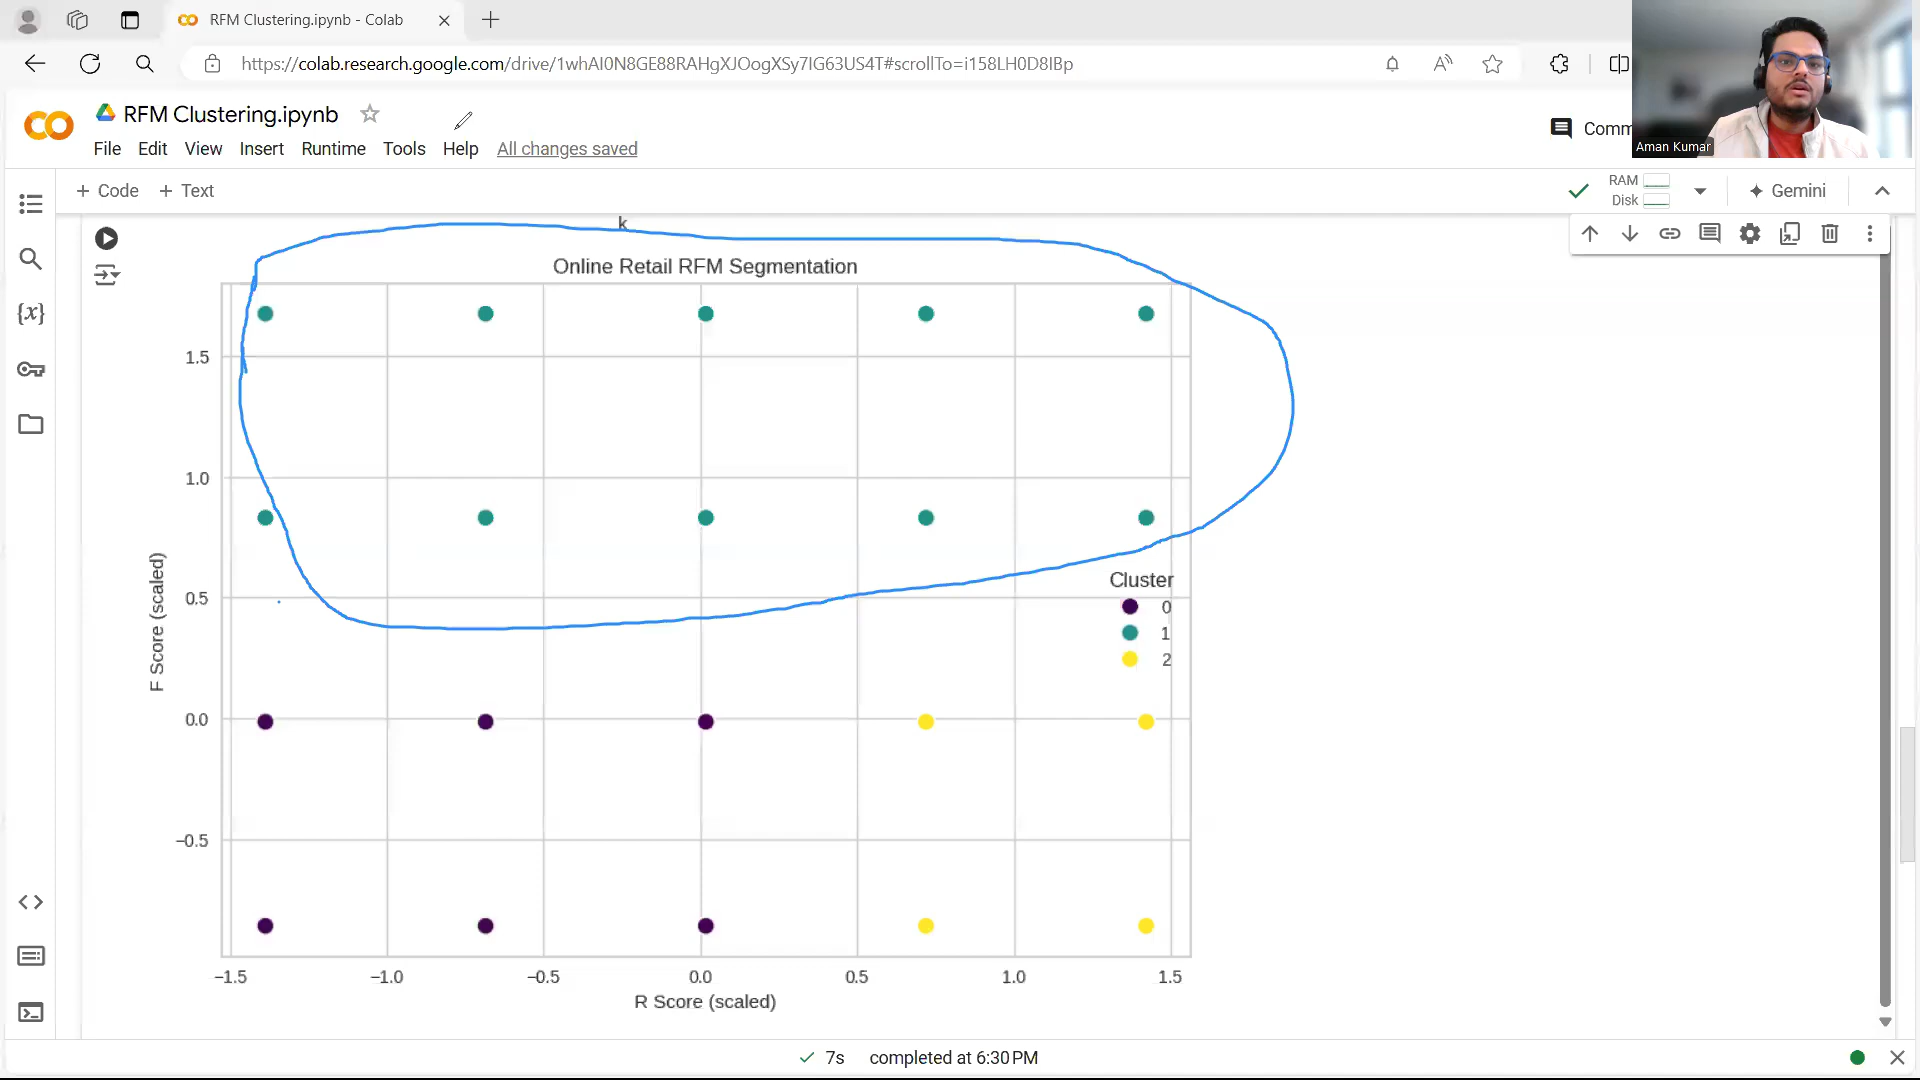 RFM Clustering.ipynb - Colab
https://colab.research.google.com/drive/1whAI0N8GE88RAHgXJOogXSy7IG63US4T#scrollTo=i158LH0D8IBp
RFM Clustering.ipynb
File Edit View Insert Runtime Tools Help All changes saved
Comm
Aman Kumar
+ Code + Text
RAM
Disk
Gemini
k
Online Retail RFM Segmentation
1.5
1.0
0.5
0.0
−0.5
F Score (scaled)
Cluster
0
1
2
−1.5 −1.0 −0.5 0.0 0.5 1.0 1.5
R Score (scaled)
7s completed at 6:30 PM